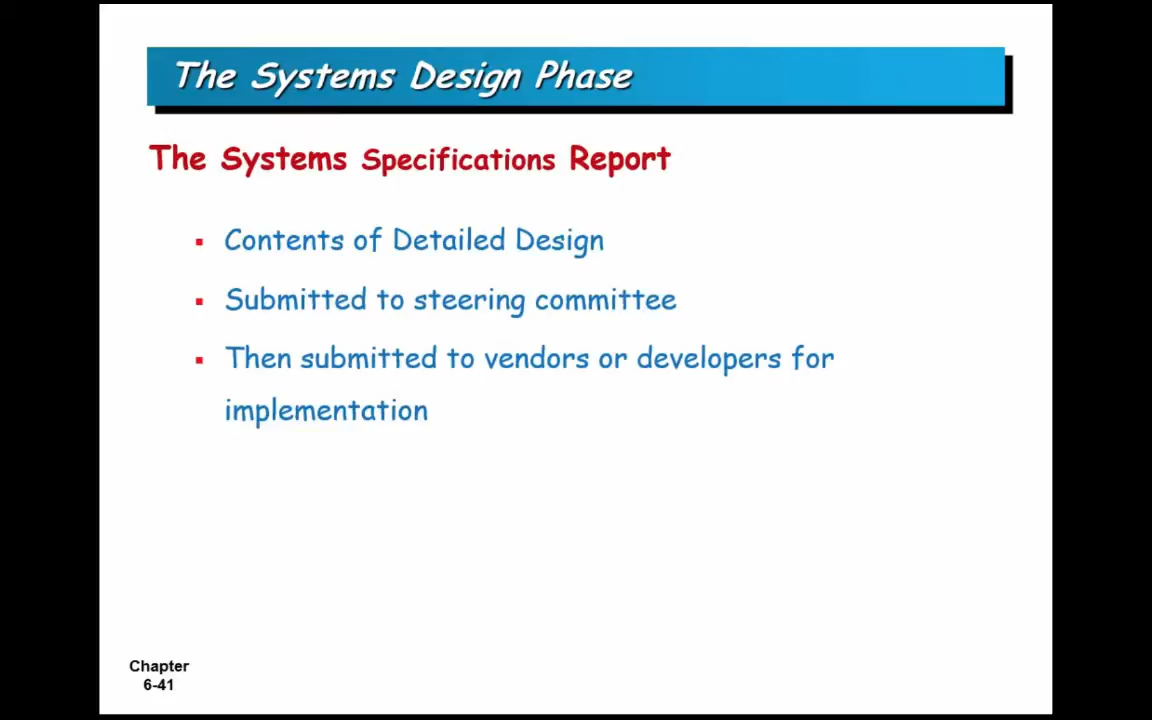 The Systems Design Phase
The Systems Specifications Report
▪ Contents of Detailed Design
▪ Submitted to steering committee
▪ Then submitted to vendors or developers for
implementation
Chapter
6-41